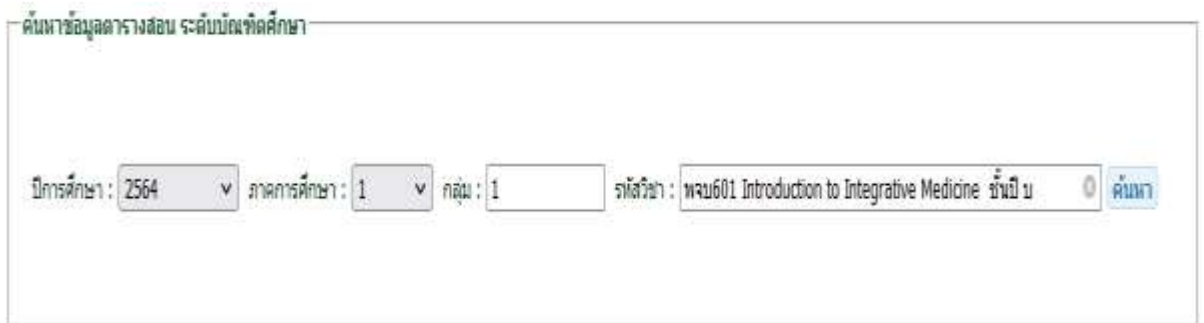 ค้นหาข้อมูลตารางสอน ระดับบัณฑิตศึกษา
ปีการศึกษา : 2564 ภาคการศึกษา : 1 กลุ่ม : 1 รหัสวิชา : พจบ601 Introduction to Integrative Medicine ชั้นปี บ ค้นหา